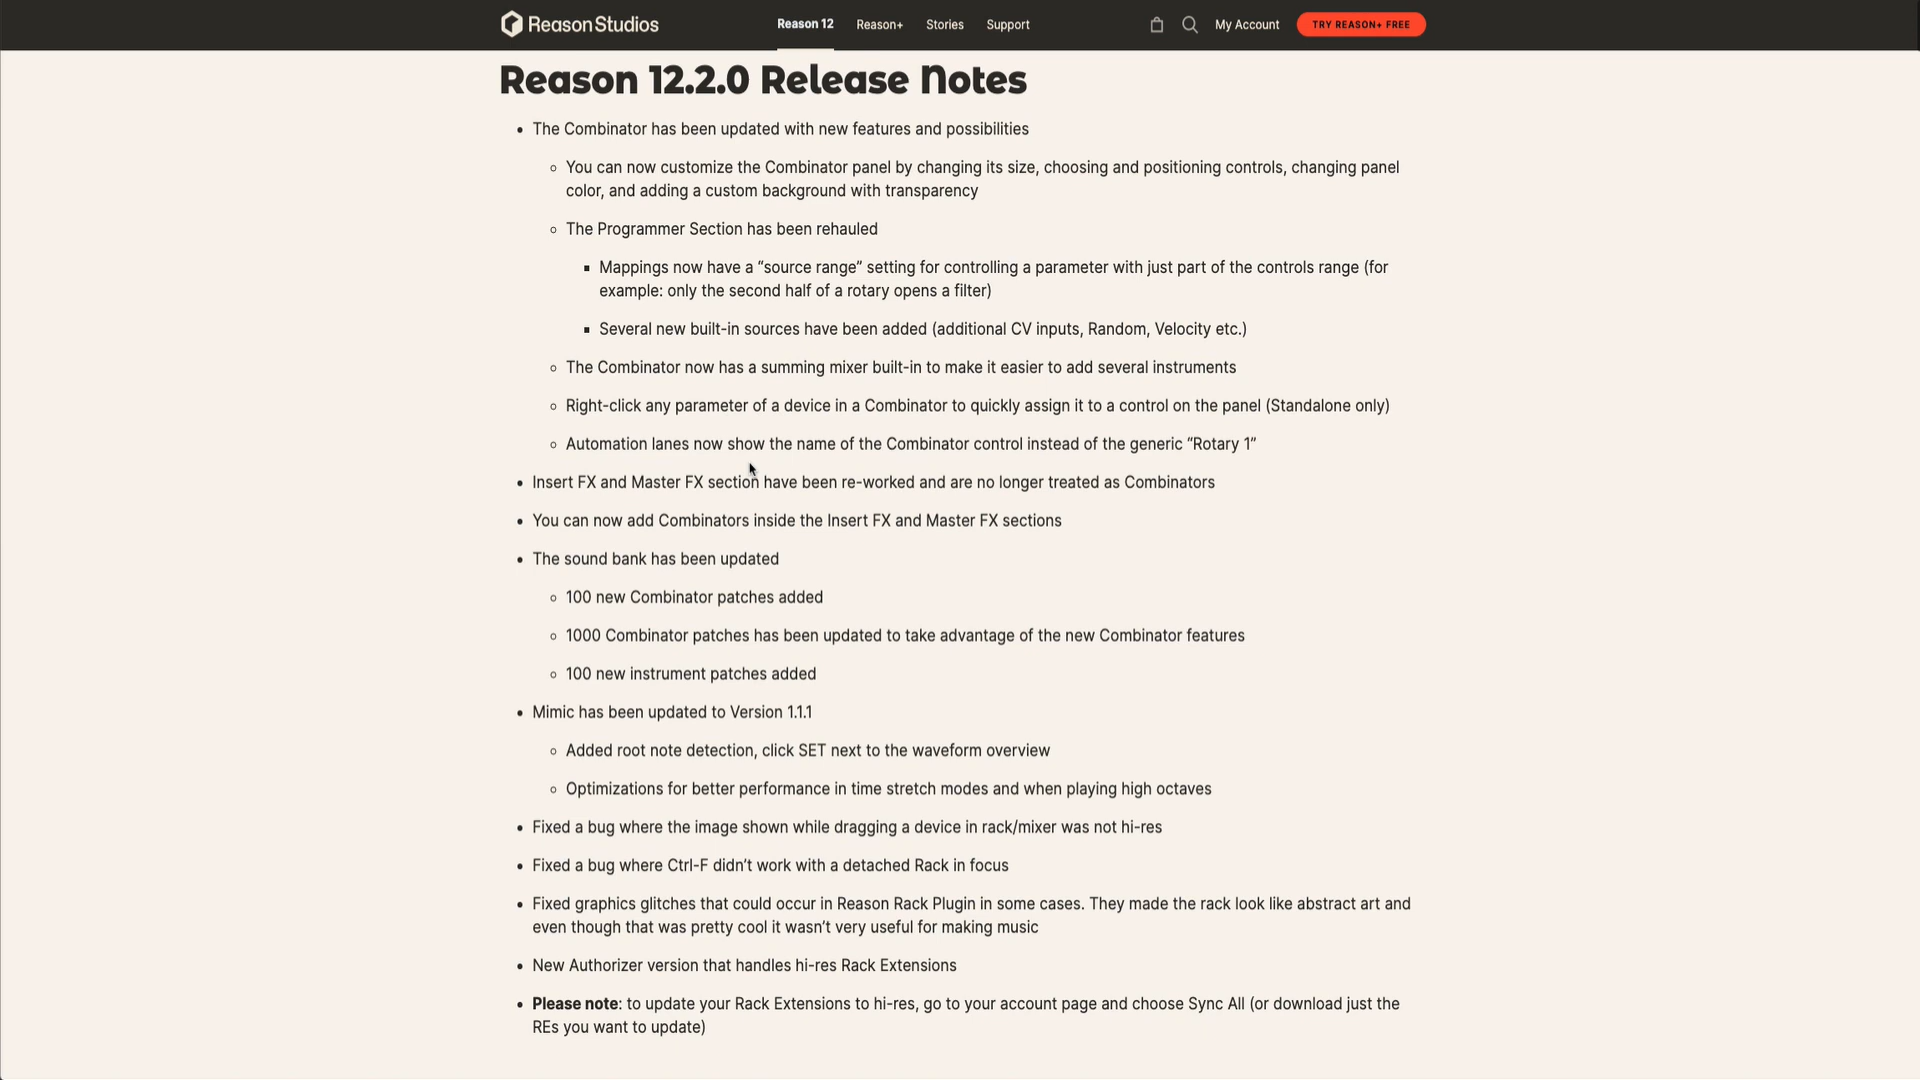 Reason Studios
Reason 12 Reason+ Stories Support My Account TRY REASON+ FREE
Reason 12.2.0 Release Notes
• The Combinator has been updated with new features and possibilities
◦ You can now customize the Combinator panel by changing its size, choosing and positioning controls, changing panel
color, and adding a custom background with transparency
◦ The Programmer Section has been rehauled
▪ Mappings now have a “source range” setting for controlling a parameter with just part of the controls range (for
example: only the second half of a rotary opens a filter)
▪ Several new built-in sources have been added (additional CV inputs, Random, Velocity etc.)
◦ The Combinator now has a summing mixer built-in to make it easier to add several instruments
◦ Right-click any parameter of a device in a Combinator to quickly assign it to a control on the panel (Standalone only)
◦ Automation lanes now show the name of the Combinator control instead of the generic “Rotary 1”
• Insert FX and Master FX section have been re-worked and are no longer treated as Combinators
• You can now add Combinators inside the Insert FX and Master FX sections
• The sound bank has been updated
◦ 100 new Combinator patches added
◦ 1000 Combinator patches has been updated to take advantage of the new Combinator features
◦ 100 new instrument patches added
• Mimic has been updated to Version 1.1.1
◦ Added root note detection, click SET next to the waveform overview
◦ Optimizations for better performance in time stretch modes and when playing high octaves
• Fixed a bug where the image shown while dragging a device in rack/mixer was not hi-res
• Fixed a bug where Ctrl-F didn’t work with a detached Rack in focus
• Fixed graphics glitches that could occur in Reason Rack Plugin in some cases. They made the rack look like abstract art and
even though that was pretty cool it wasn’t very useful for making music
• New Authorizer version that handles hi-res Rack Extensions
• Please note: to update your Rack Extensions to hi-res, go to your account page and choose Sync All (or download just the
REs you want to update)